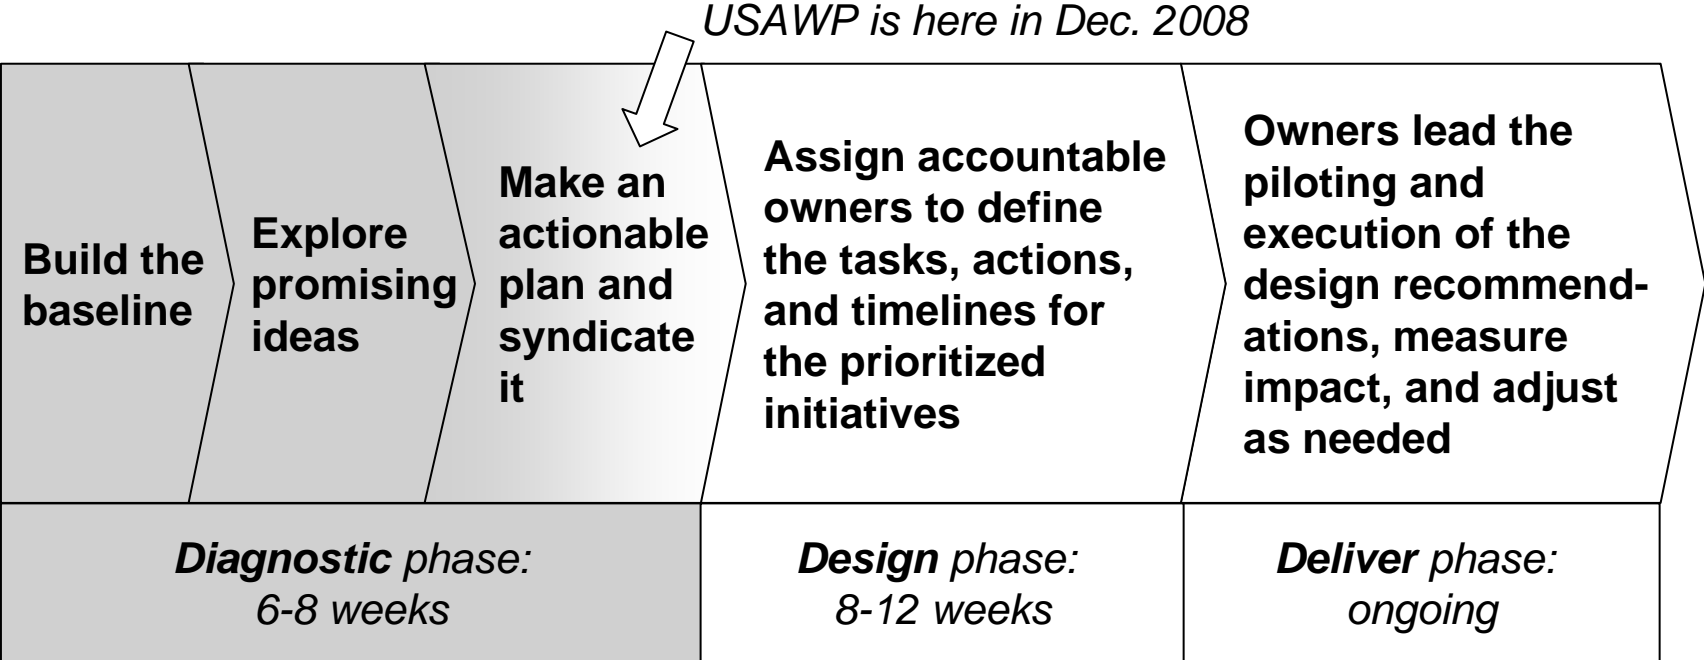 USAWP is here in Dec. 2008
Build the
baseline
Explore
promising
ideas
Make an
actionable
plan and
syndicate
it
Assign accountable
owners to define
the tasks, actions,
and timelines for
the prioritized
initiatives
Owners lead the
piloting and
execution of the
design recommend-
ations, measure
impact, and adjust
as needed
Diagnostic phase:
6-8 weeks
Design phase:
8-12 weeks
Deliver phase:
ongoing